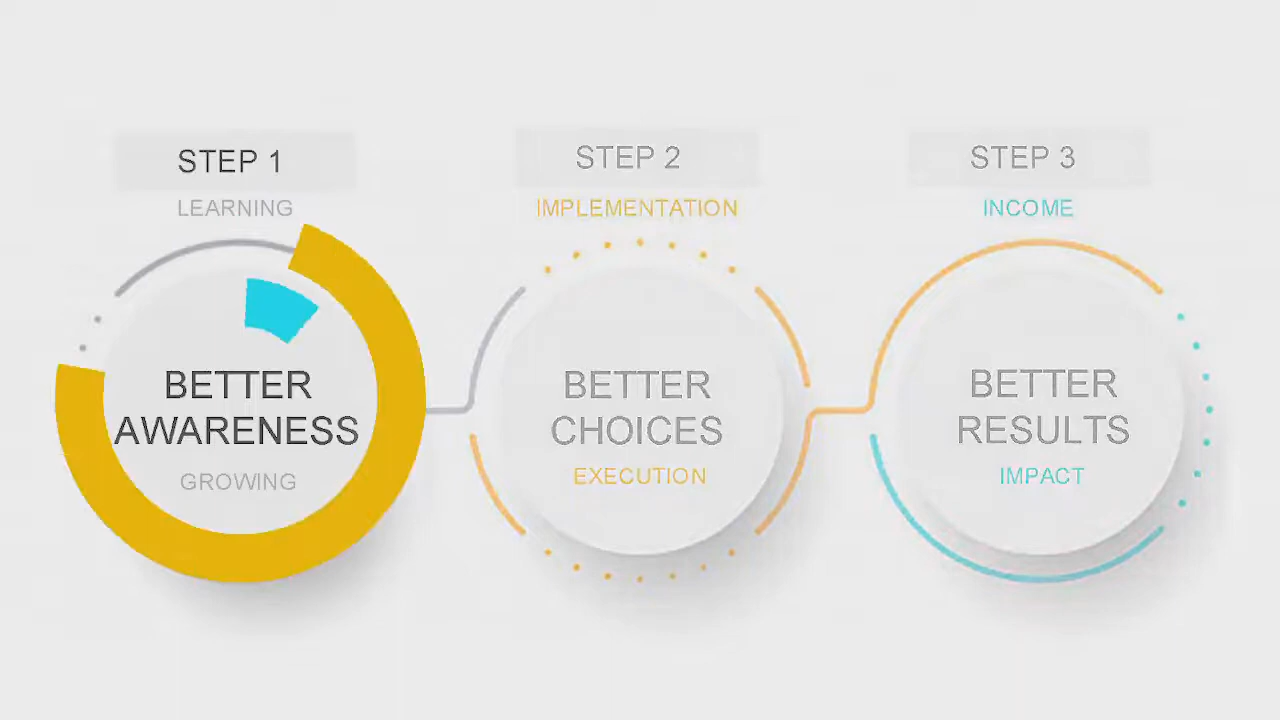 STEP 1
LEARNING
BETTER
AWARENESS
GROWING
STEP 2
IMPLEMENTATION
BETTER
CHOICES
EXECUTION
STEP 3
INCOME
BETTER
RESULTS
IMPACT